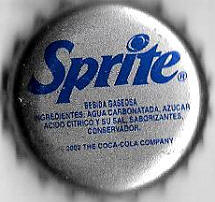 Sprite®
BEBIDA GASEOSA
INGREDIENTES: AGUA CARBONATADA, AZUCAR
ACIDO CITRICO Y SU SAL, SABORIZANTES,
CONSERVADOR.
2002 THE COCA-COLA COMPANY